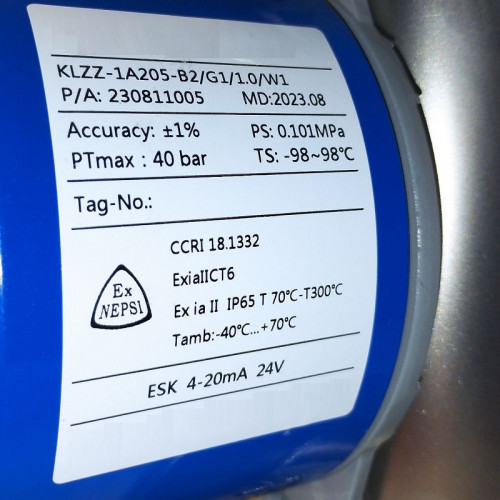 KLZZ-1A205-B2/G1/1.0/W1
P/A: 230811005 MD:2023.08
Accuracy: ±1% PS: 0.101MPa
PTmax : 40 bar TS: -98~98℃
Tag-No.:
CCRI 18.1332
ExiaIICT6
Ex NEPSI
Ex ia II IP65 T 70℃-T300℃
Tamb:-40℃...+70℃
ESK 4-20mA 24V